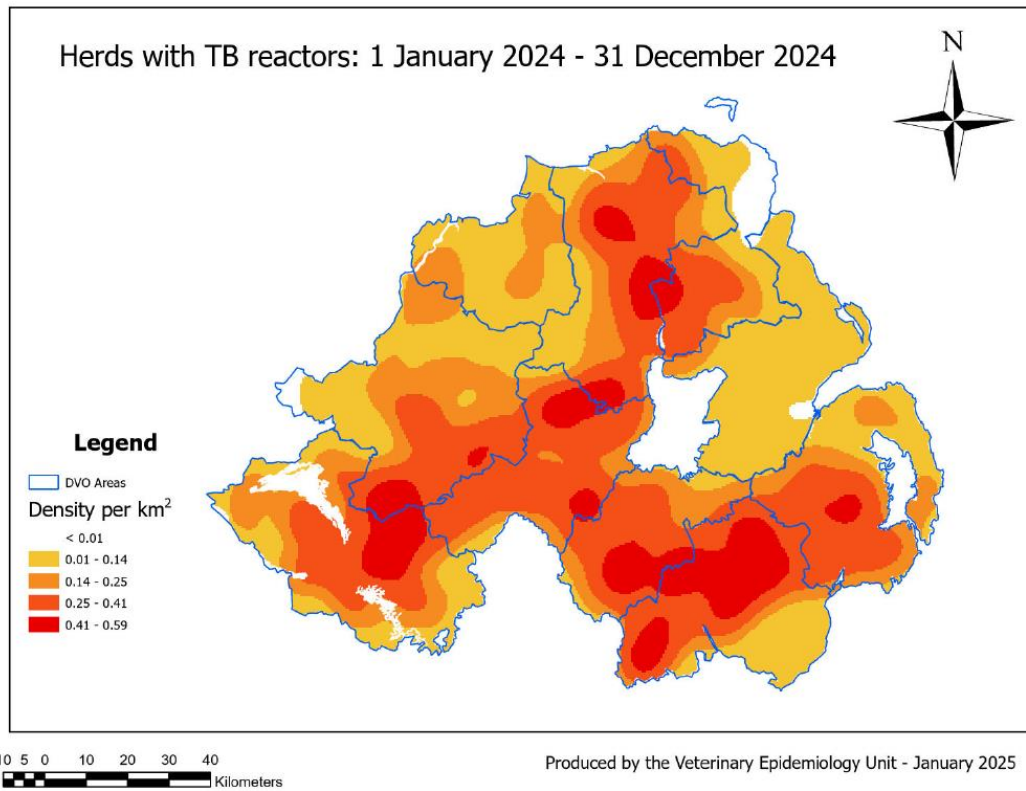 Herds with TB reactors: 1 January 2024 - 31 December 2024
N
Legend
DVO Areas
Density per km²
< 0.01
0.01 - 0.14
0.14 - 0.25
0.25 - 0.41
0.41 - 0.59
10 5 0 10 20 30 40
Kilometers
Produced by the Veterinary Epidemiology Unit - January 2025